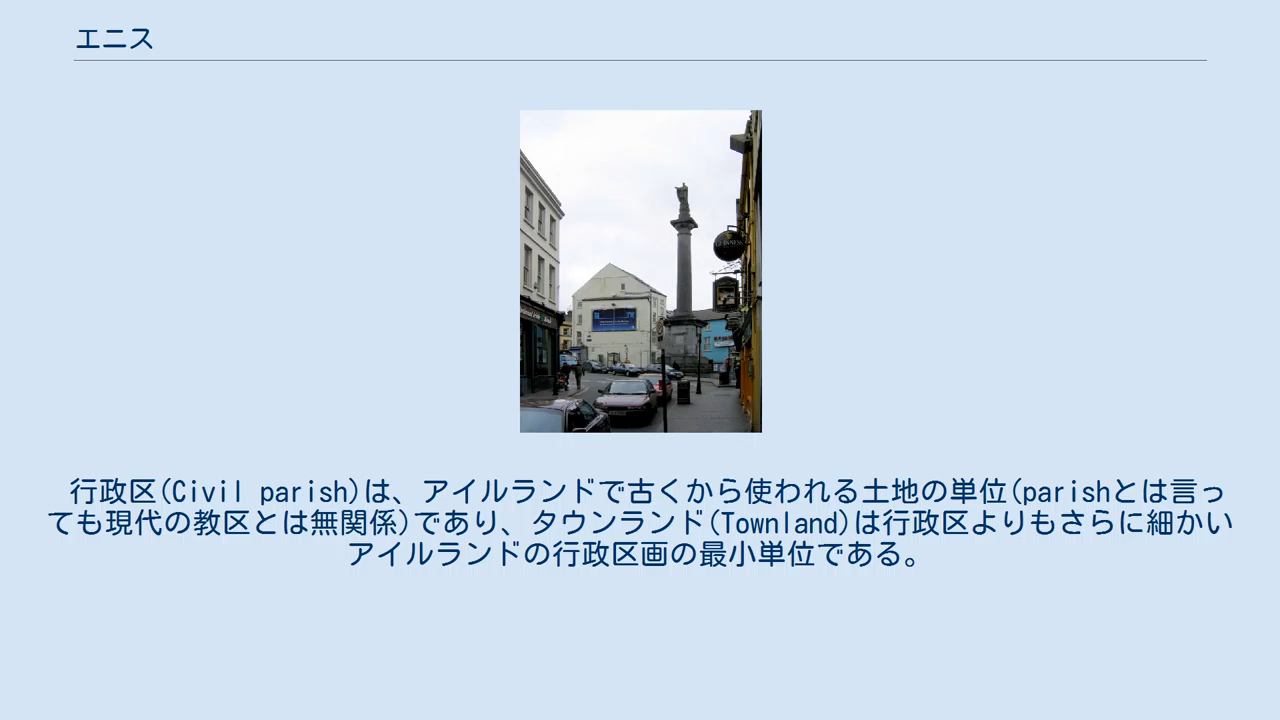 エニス
GUINNESS
行政区(Civil parish)は、アイルランドで古くから使われる土地の単位(parishとは言っ
ても現代の教区とは無関係)であり、タウンランド(Townland)は行政区よりもさらに細かい
アイルランドの行政区画の最小単位である。